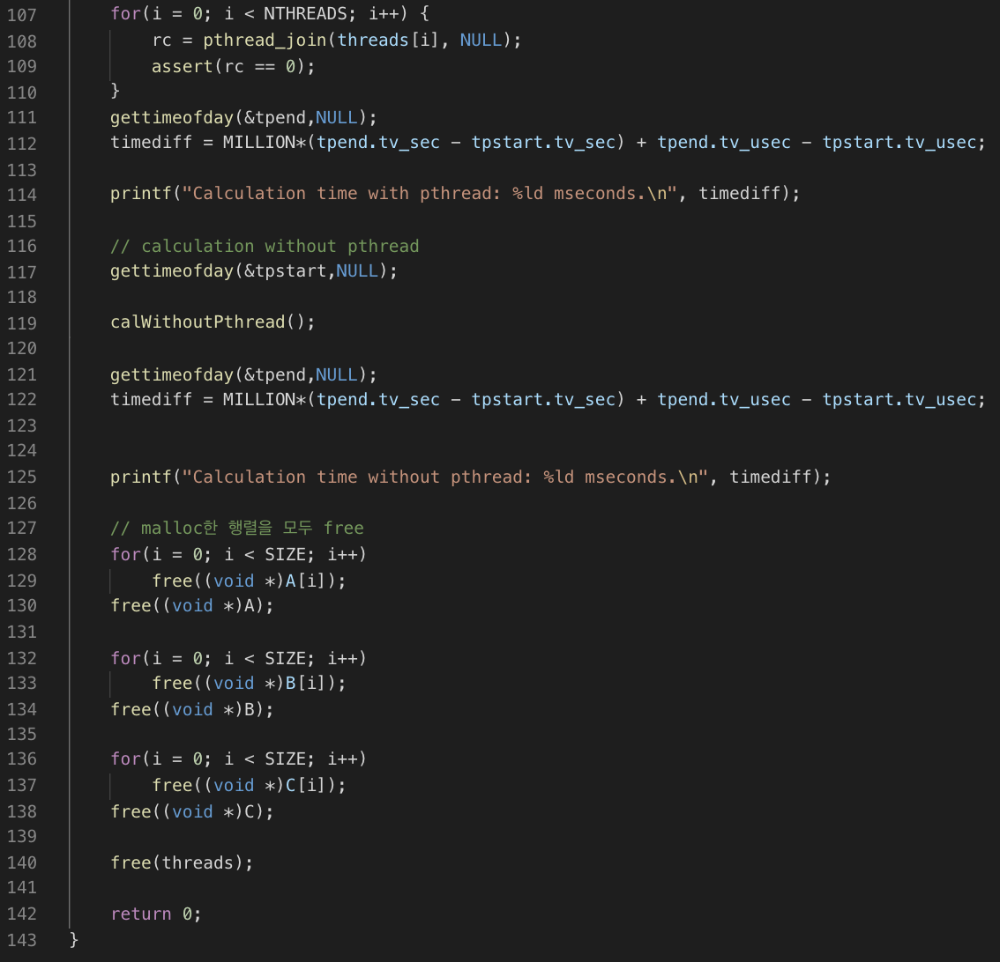 107 for(i = 0; i < NTHREADS; i++) {
108 rc = pthread_join(threads[i], NULL);
109 assert(rc == 0);
110 }
111 gettimeofday(&tpend,NULL);
112 timediff = MILLION*(tpend.tv_sec - tpstart.tv_sec) + tpend.tv_usec - tpstart.tv_usec;
113
114 printf("Calculation time with pthread: %ld mseconds.\n", timediff);
115
116 // calculation without pthread
117 gettimeofday(&tpstart,NULL);
118
119 calWithoutPthread();
120
121 gettimeofday(&tpend,NULL);
122 timediff = MILLION*(tpend.tv_sec - tpstart.tv_sec) + tpend.tv_usec - tpstart.tv_usec;
123
124
125 printf("Calculation time without pthread: %ld mseconds.\n", timediff);
126
127 // malloc한 행렬을 모두 free
128 for(i = 0; i < SIZE; i++)
129 free((void *)A[i]);
130 free((void *)A);
131
132 for(i = 0; i < SIZE; i++)
133 free((void *)B[i]);
134 free((void *)B);
135
136 for(i = 0; i < SIZE; i++)
137 free((void *)C[i]);
138 free((void *)C);
139
140 free(threads);
141
142 return 0;
143 }